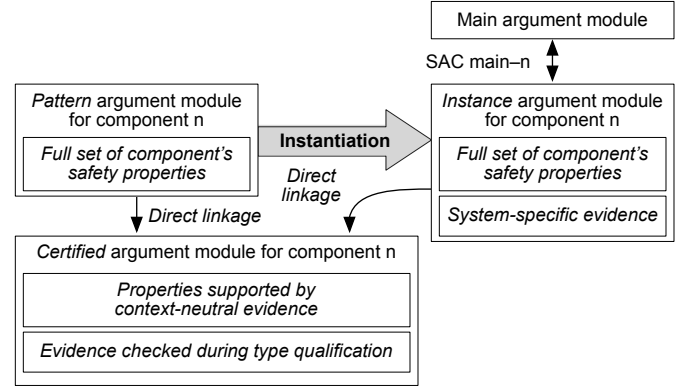 Main argument module
SAC main–n
Pattern argument module
for component n
Full set of component's
safety properties
Instantiation
Instance argument module
for component n
Full set of component's
safety properties
System-specific evidence
Direct linkage
Direct
linkage
Certified argument module for component n
Properties supported by
context-neutral evidence
Evidence checked during type qualification